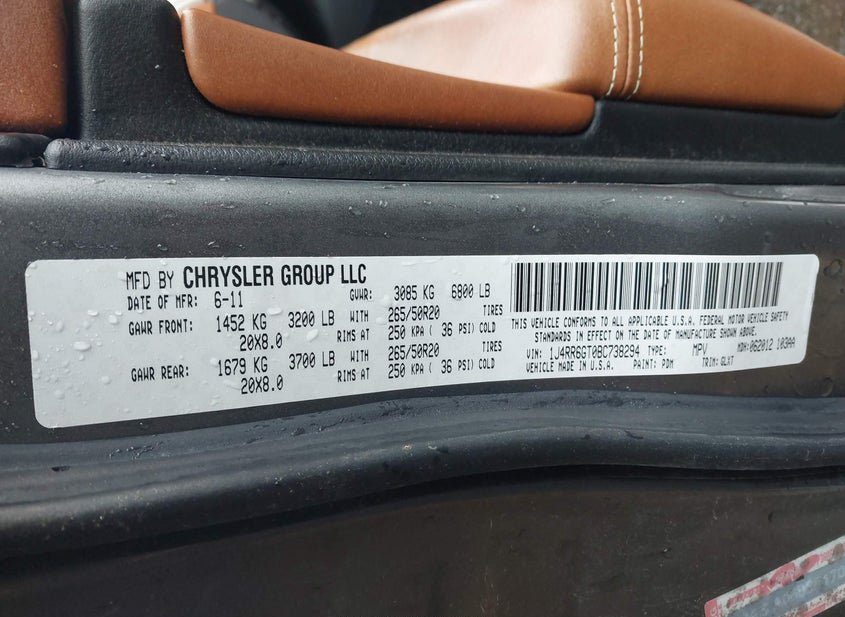 MFD BY CHRYSLER GROUP LLC
DATE OF MFR: 6-11 GVWR: 3085 KG 6800 LB
GAWR FRONT: 1452 KG 3200 LB WITH 265/50R20 TIRES
20X8.0 RIMS AT 250 KPA ( 36 PSI) COLD
GAWR REAR: 1679 KG 3700 LB WITH 265/50R20 TIRES
20X8.0 RIMS AT 250 KPA ( 36 PSI) COLD
THIS VEHICLE CONFORMS TO ALL APPLICABLE U.S.A. FEDERAL MOTOR VEHICLE SAFETY
STANDARDS IN EFFECT ON THE DATE OF MANUFACTURE SHOWN ABOVE.
VIN: 1J4RR6GT0BC738294 TYPE: MPV MDH: 062012 103AA
VEHICLE MADE IN U.S.A. PAINT: PDM TRIM: GLXT